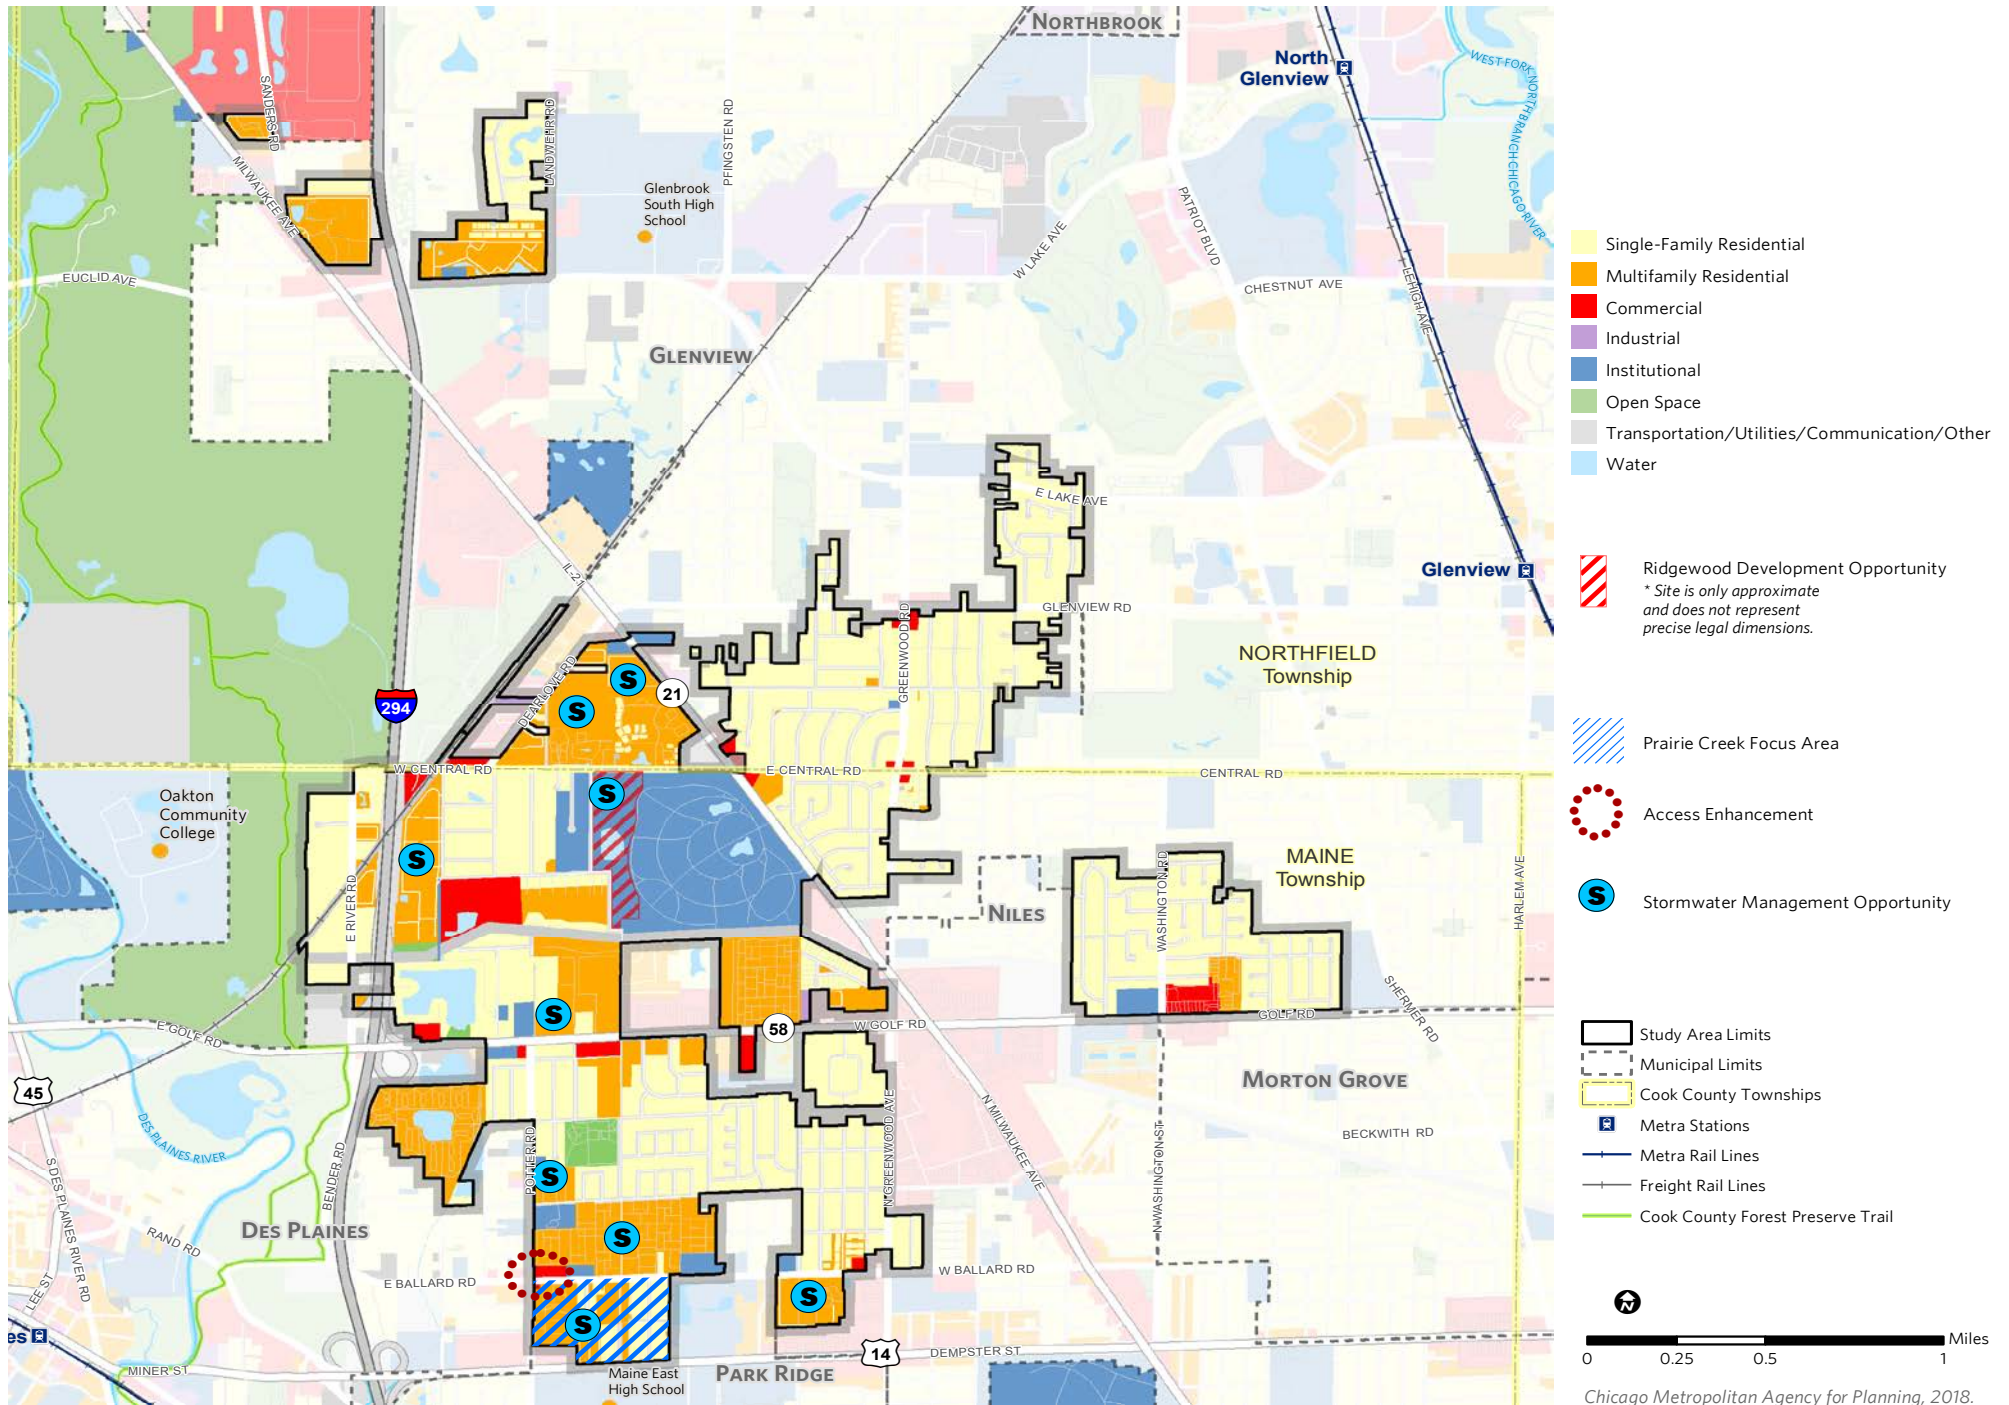 NORTHBROOK
North
Glenview
WEST FORK NORTH BRANCH CHICAGO RIVER
SANDERS RD
LANDWEHR RD
PFINGSTEN RD
MILWAUKEE AVE
Glenbrook
South High
School
PATRIOT BLVD
W LAKE AVE
LEHIGH AVE
EUCLID AVE
CHESTNUT AVE
GLENVIEW
E LAKE AVE
IL-21
Glenview
GLENVIEW RD
GREENWOOD RD
NORTHFIELD
Township
DEARLOVE RD
21
294
W CENTRAL RD
E CENTRAL RD
CENTRAL RD
S
S
S
S
S
S
S
S
S
Oakton
Community
College
MAINE
Township
E RIVER RD
WASHINGTON RD
HARLEM AVE
NILES
SHERMER RD
E GOLF RD
58
W GOLF RD
GOLF RD
45
MORTON GROVE
DES PLAINES RIVER
BENDER RD
POTTER RD
N GREENWOOD AVE
N MILWAUKEE AVE
N WASHINGTON ST
BECKWITH RD
S DES PLAINES RIVER RD
DES PLAINES
RAND RD
LEE ST
E BALLARD RD
W BALLARD RD
es
MINER ST
Maine East
High School
PARK RIDGE
14
DEMPSTER ST
Single-Family Residential
Multifamily Residential
Commercial
Industrial
Institutional
Open Space
Transportation/Utilities/Communication/Other
Water
Ridgewood Development Opportunity
* Site is only approximate
and does not represent
precise legal dimensions.
Prairie Creek Focus Area
Access Enhancement
S
Stormwater Management Opportunity
Study Area Limits
Municipal Limits
Cook County Townships
Metra Stations
Metra Rail Lines
Freight Rail Lines
Cook County Forest Preserve Trail
N
Miles
0 0.25 0.5 1
Chicago Metropolitan Agency for Planning, 2018.